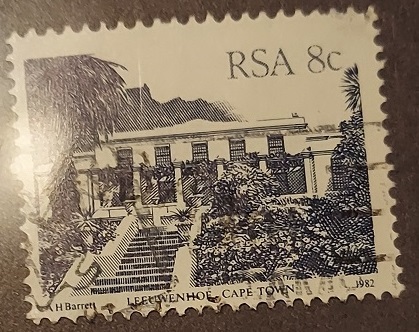 RSA 8c
A H Barrett LEEUWENHOF, CAPE TOWN 1982